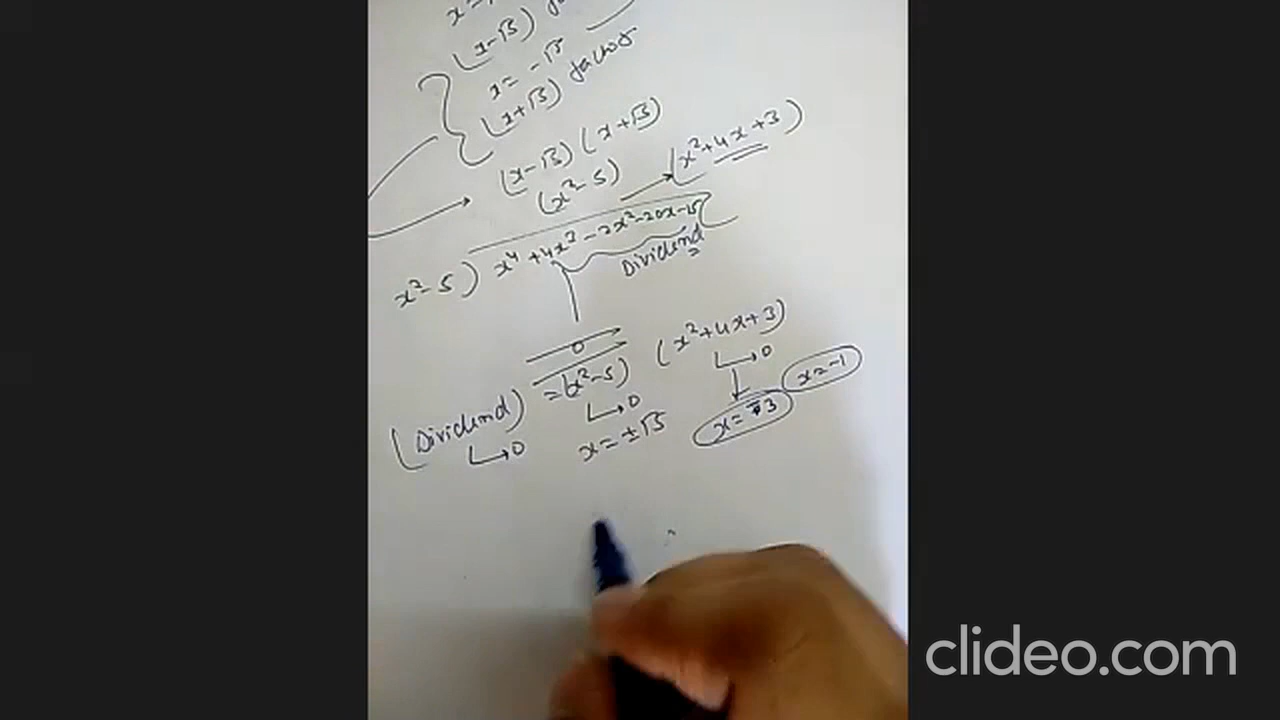 x =
(x-√5)
x = -√5
(x+√5) factor
(x-√5) (x+√5)
(x²-5)
(x²+4x+3)
x²-5) x⁴+4x³-2x²-20x-15
Dividend
0
(Dividend) = (x²-5) (x²+4x+3)
0 0 0
x = ±√5
x = -3
x = -1
clideo.com